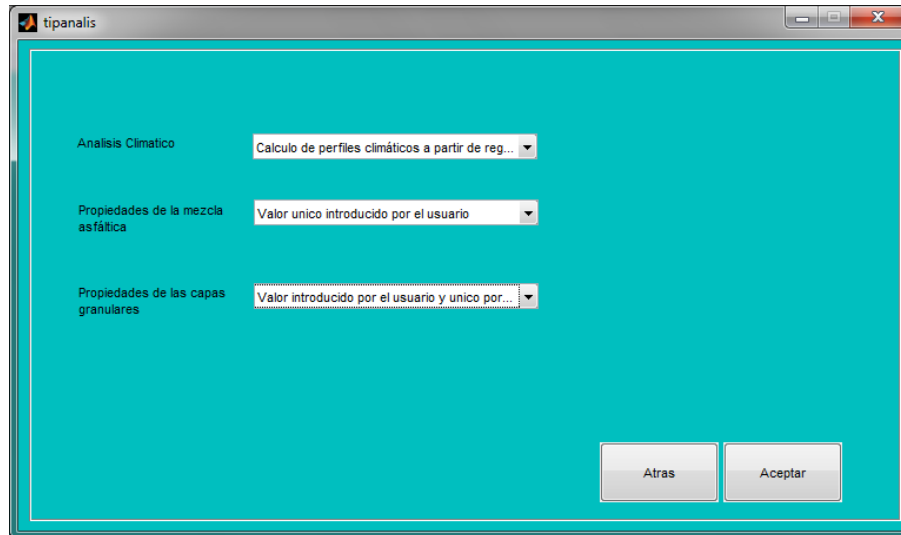 tipanalis
Analisis Climatico
Calculo de perfiles climáticos a partir de reg...
Propiedades de la mezcla
asfáltica
Valor unico introducido por el usuario
Propiedades de las capas
granulares
Valor introducido por el usuario y unico por...
Atras
Aceptar